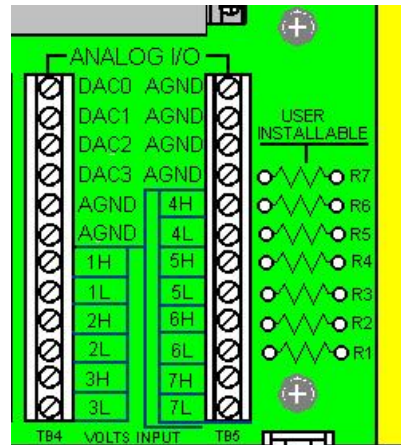 ANALOG I/O
DAC0 AGND
DAC1 AGND
DAC2 AGND
DAC3 AGND
AGND 4H
AGND 4L
1H 5H
1L 5L
2H 6H
2L 6L
3H 7H
3L 7L
TB4 VOLTS INPUT TB5
USER
INSTALLABLE
R7
R6
R5
R4
R3
R2
R1